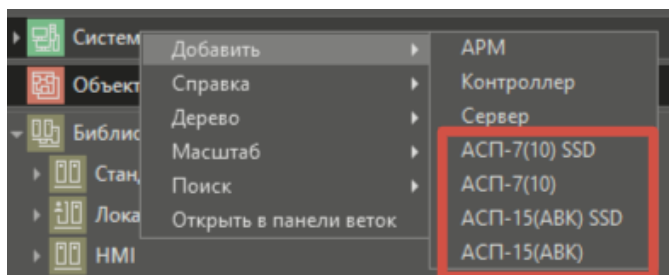 Систем
Объект
Библис
Стан
Лока
HMI
Добавить
Справка
Дерево
Масштаб
Поиск
Открыть в панели веток
АРМ
Контроллер
Сервер
АСП-7(10) SSD
АСП-7(10)
АСП-15(АВК) SSD
АСП-15(АВК)